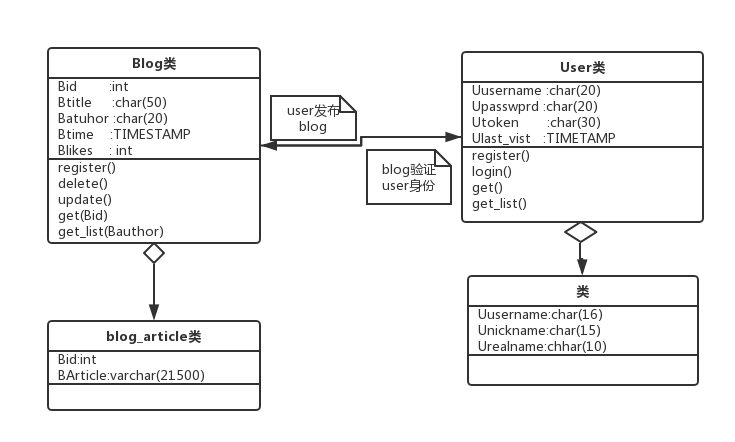 Blog类
Bid :int
Btitle :char(50)
Batuhor :char(20)
Btime :TIMESTAMP
Blikes : int
register()
delete()
update()
get(Bid)
get_list(Bauthor)
user发布
blog
blog验证
user身份
User类
Uusername :char(20)
Upasswprd :char(20)
Utoken :char(30)
Ulast_vist :TIMETAMP
register()
login()
get()
get_list()
blog_article类
Bid:int
BArticle:varchar(21500)
类
Uusername:char(16)
Unickname:char(15)
Urealname:chhar(10)